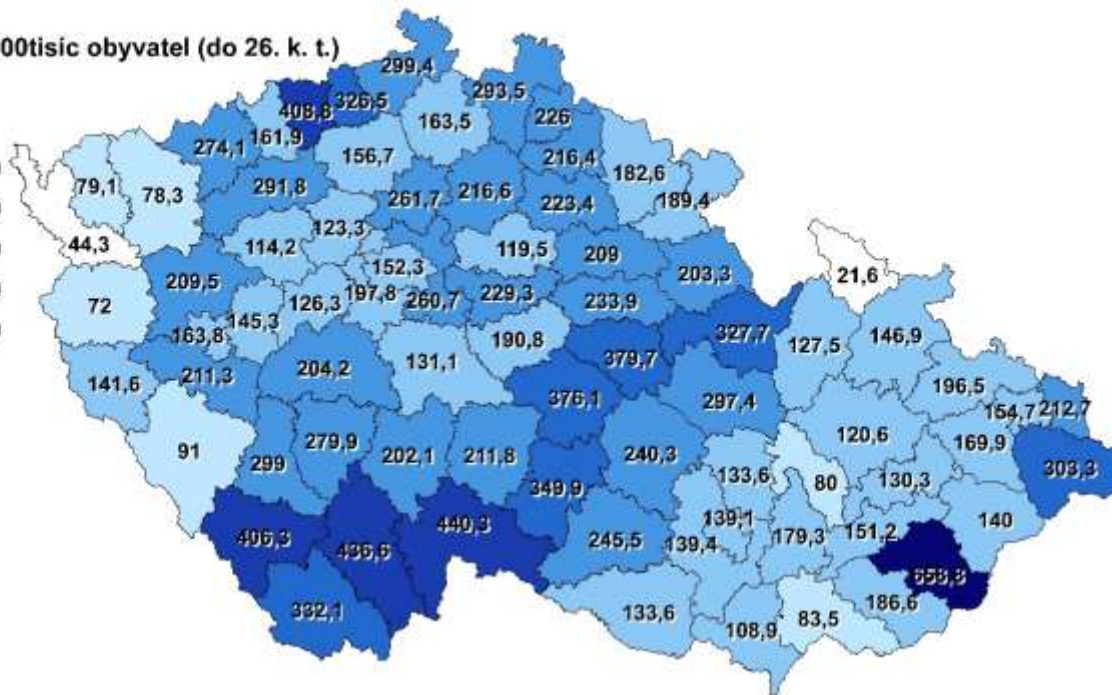 00tisíc obyvatel (do 26. k. t.)
299,4
408,8 326,5 293,5
163,5 226
161,9
274,1 156,7 216,4
182,6
79,1 78,3 291,8 261,7 216,6 223,4 189,4
123,3
44,3 114,2 119,5 209
152,3 203,3
209,5 21,6
72 126,3 197,8 260,7 229,3 233,9
163,8 145,3 327,7
190,8 127,5 146,9
379,7
141,6 211,3 204,2 131,1
196,5
376,1 297,4 154,7 212,7
120,6
91 299 279,9 202,1 211,8 240,3 169,9
133,6 80 130,3 303,3
349,9
406,3 436,6 440,3 245,5 139,4 139,1 179,3 151,2 140
658,8
332,1 133,6 186,6
108,9 83,5